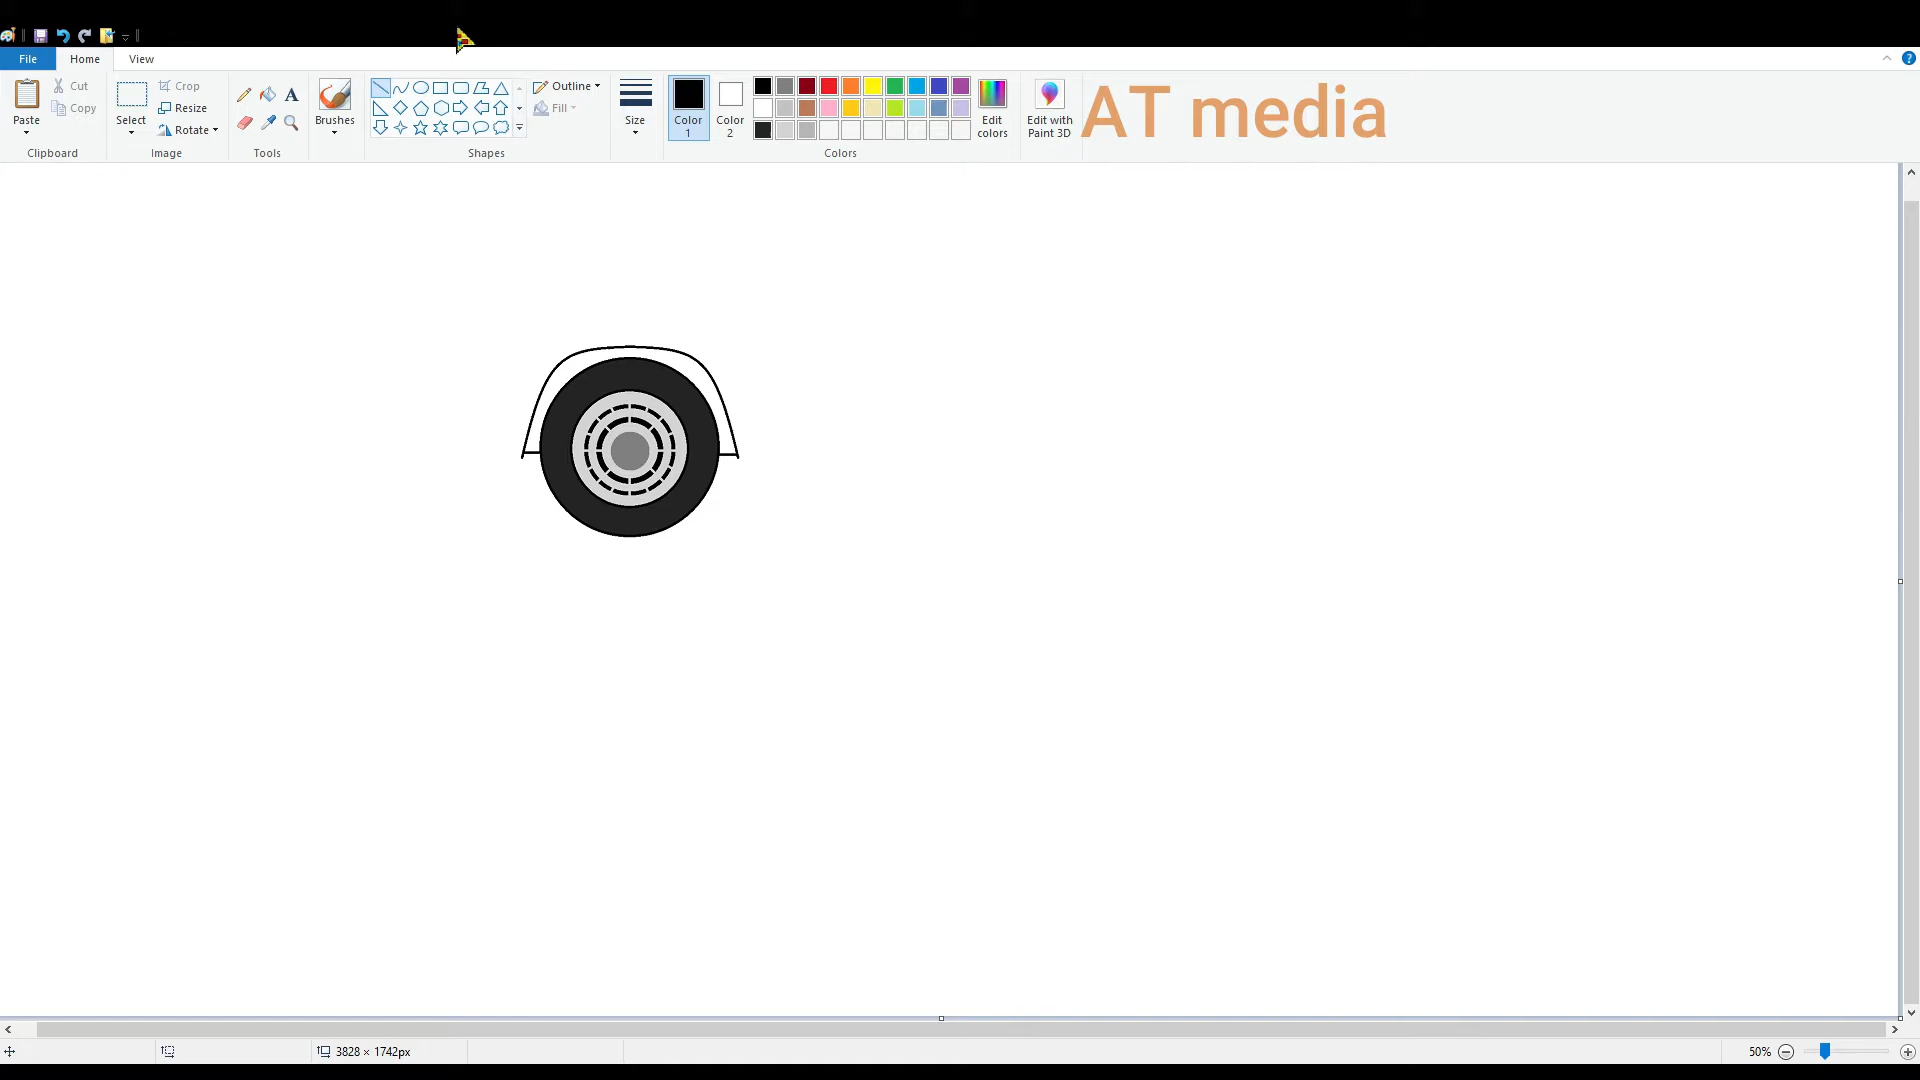 File Home View
Paste Cut Copy
Clipboard
Select Crop Resize Rotate
Image
A
Tools
Brushes
Shapes
Outline Fill
Size
Color 1 Color 2
Colors
Edit colors
Edit with Paint 3D
AT media
3828 × 1742px
50%